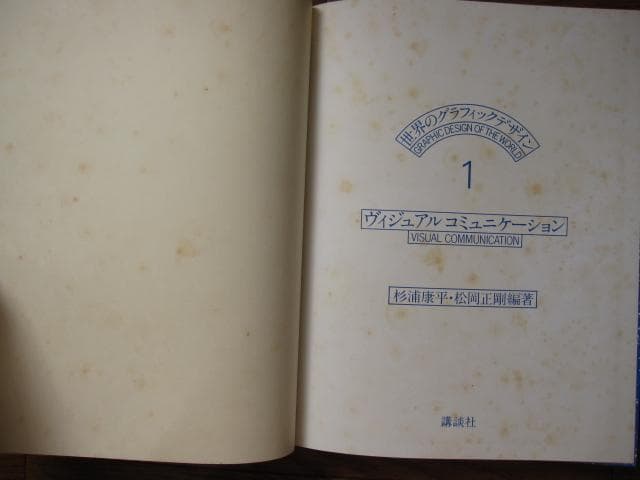 世界のグラフィックデザイン
GRAPHIC DESIGN OF THE WORLD
1
ヴィジュアル コミュニケーション
VISUAL COMMUNICATION
杉浦康平・松岡正剛編著
講談社